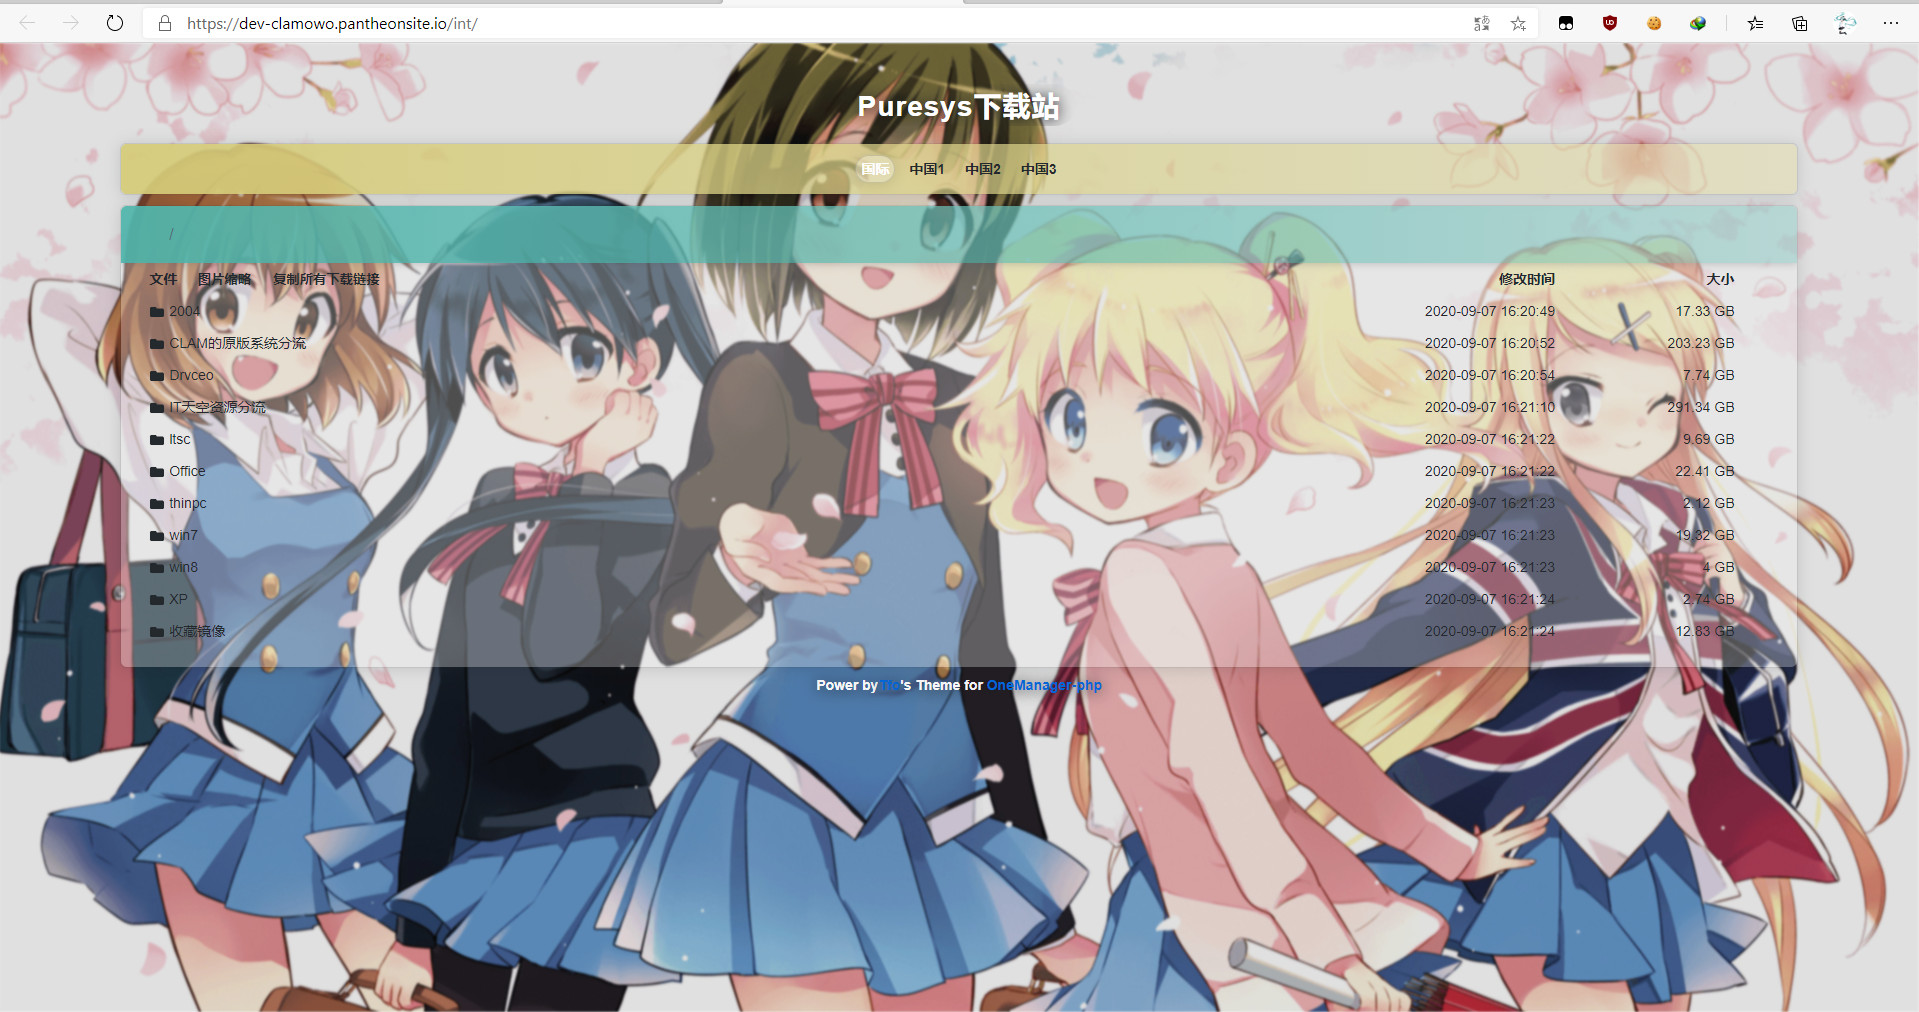 https://dev-clamowo.pantheonsite.io/int/
Puresys下载站
国际 中国1 中国2 中国3
/
文件 图片缩略 复制所有下载链接 修改时间 大小
2004 2020-09-07 16:20:49 17.33 GB
CLAM的原版系统分流 2020-09-07 16:20:52 203.23 GB
Drvceo 2020-09-07 16:20:54 7.74 GB
IT天空资源分流 2020-09-07 16:21:10 291.34 GB
ltsc 2020-09-07 16:21:22 9.69 GB
Office 2020-09-07 16:21:22 22.41 GB
thinpc 2020-09-07 16:21:23 2.12 GB
win7 2020-09-07 16:21:23 19.32 GB
win8 2020-09-07 16:21:23 4 GB
XP 2020-09-07 16:21:24 2.74 GB
收藏镜像 2020-09-07 16:21:24 12.83 GB
Power by Tfo's Theme for OneManager-php